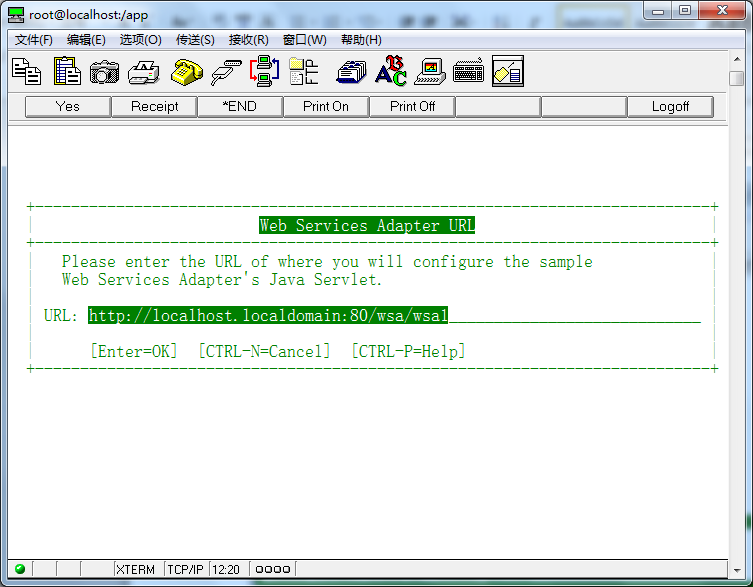 root@localhost:/app
文件(F) 编辑(E) 选项(O) 传送(S) 接收(R) 窗口(W) 帮助(H)
Yes Receipt *END Print On Print Off Logoff
Web Services Adapter URL
Please enter the URL of where you will configure the sample
Web Services Adapter's Java Servlet.
URL: http://localhost.localdomain:80/wsa/wsa1
[Enter=OK] [CTRL-N=Cancel] [CTRL-P=Help]
XTERM TCP/IP 12:20